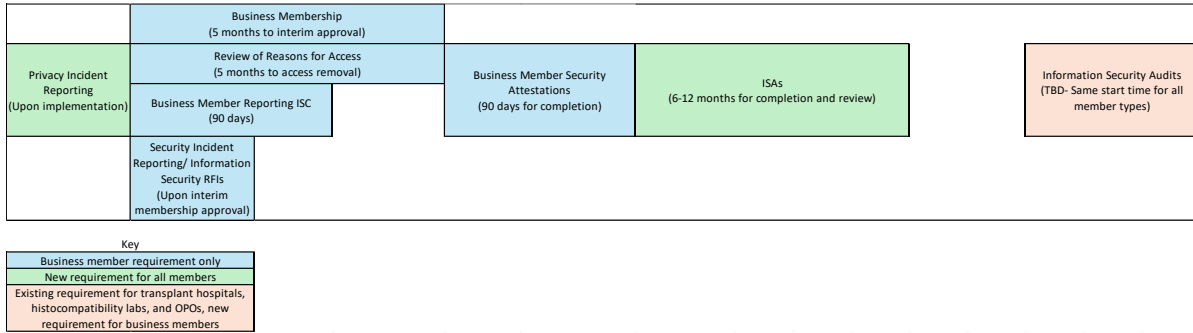 Business Membership
(5 months to interim approval)
Privacy Incident
Reporting
(Upon implementation)
Review of Reasons for Access
(5 months to access removal)
Business Member Reporting ISC
(90 days)
Security Incident
Reporting/ Information
Security RFIs
(Upon interim
membership approval)
Business Member Security
Attestations
(90 days for completion)
ISAs
(6-12 months for completion and review)
Information Security Audits
(TBD- Same start time for all
member types)
Key
Business member requirement only
New requirement for all members
Existing requirement for transplant hospitals,
histocompatibility labs, and OPOs, new
requirement for business members